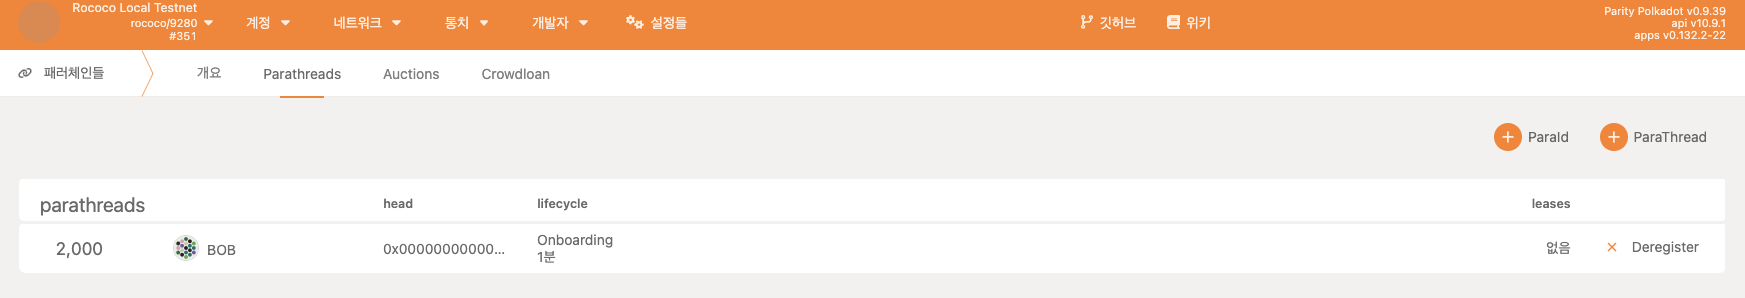 Rococo Local Testnet
rococo/9280
#351
계정
네트워크
통치
개발자
설정들
깃허브
위키
Parity Polkadot v0.9.39
api v10.9.1
apps v0.132.2-22
패러체인들
개요
Parathreads
Auctions
Crowdloan
ParaId
ParaThread
parathreads head lifecycle leases
2,000 BOB 0x00000000000... Onboarding 없음 Deregister
1분